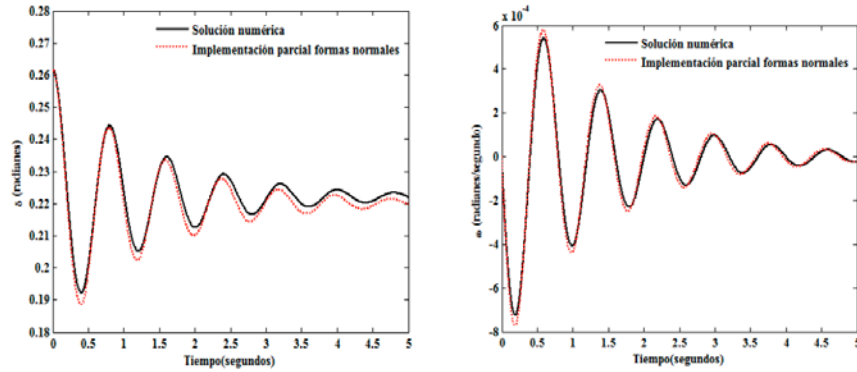 0.28
0.27
0.26
0.25
0.24
0.23
0.22
0.21
0.2
0.19
0.18
δ (radianes)
Solución numérica
Implementación parcial formas normales
0 0.5 1 1.5 2 2.5 3 3.5 4 4.5 5
Tiempo(segundos)
6 x 10^-4
4
2
0
-2
-4
-6
-8
ω (radianes/segundo)
Solución numérica
Implementación parcial formas normales
0 0.5 1 1.5 2 2.5 3 3.5 4 4.5 5
Tiempo(segundos)